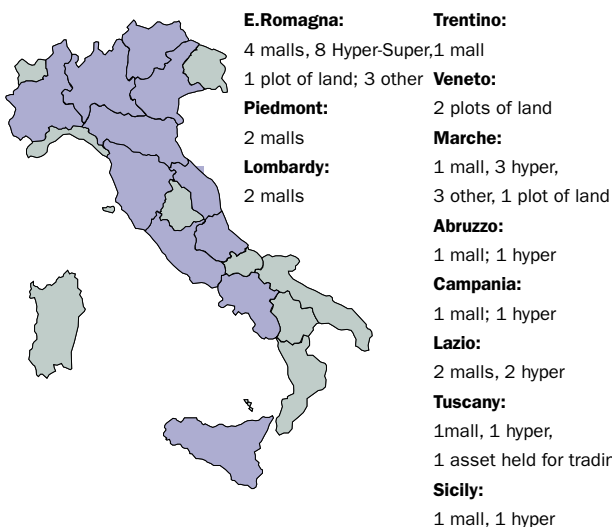 E.Romagna:
4 malls, 8 Hyper-Super,
1 plot of land; 3 other
Piedmont:
2 malls
Lombardy:
2 malls
Trentino:
1 mall
Veneto:
2 plots of land
Marche:
1 mall, 3 hyper,
3 other, 1 plot of land
Abruzzo:
1 mall; 1 hyper
Campania:
1 mall; 1 hyper
Lazio:
2 malls, 2 hyper
Tuscany:
1mall, 1 hyper,
1 asset held for
Sicily:
1 mall, 1 hyper